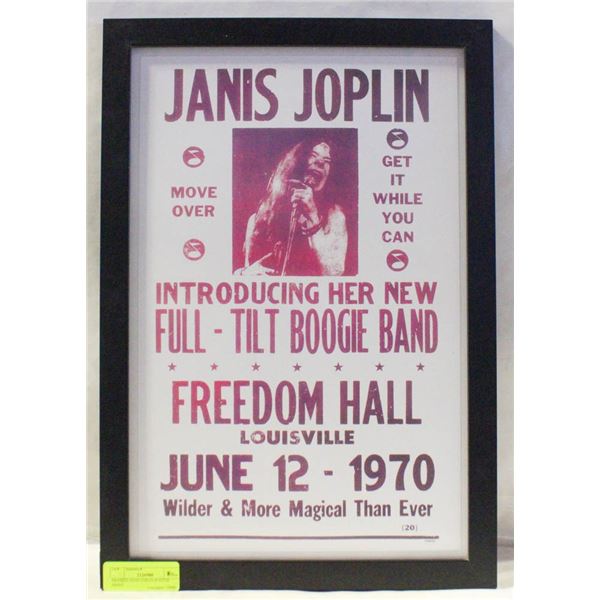 JANIS JOPLIN
MOVE
OVER
GET
IT
WHILE
YOU
CAN
INTRODUCING HER NEW
FULL - TILT BOOGIE BAND
FREEDOM HALL
LOUISVILLE
JUNE 12 - 1970
Wilder & More Magical Than Ever
(20)